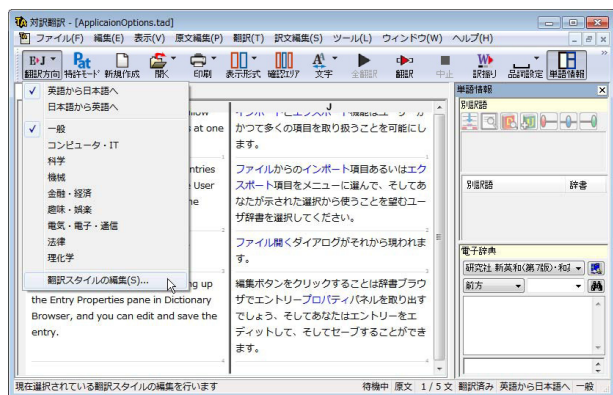 対訳翻訳 - [ApplicaionOptions.tad]
ファイル(F) 編集(E) 表示(V) 原文編集(P) 翻訳(T) 訳文編集(S) ツール(L) ウィンドウ(W) ヘルプ(H)
E▸J Pat A W
翻訳方向 特許モード 新規作成 開く 印刷 表示形式 確認エリア 文字 全翻訳 翻訳 中止 訳振り 品詞設定 単語情報
英語から日本語へ
日本語から英語へ
一般
コンピュータ・IT
科学
機械
金融・経済
趣味・娯楽
電気・電子・通信
法律
理化学
翻訳スタイルの編集(S)...
at one
ntries
User
ne
ng up
the Entry Properties pane in Dictionary
Browser, and you can edit and save the
entry.
4
J
かつて多くの項目を取り扱うことを可能にし
ます。
1
ファイルからのインポート項目あるいはエク
スポート項目をメニューに選んで、そしてあ
なたが示された選択から使うことを望むユー
ザ辞書を選択してください。
2
ファイル開くダイアログがそれから現われま
す。
3
編集ボタンをクリックすることは辞書ブラウ
ザでエントリープロパティパネルを取り出す
でしょう、そしてあなたはエントリーをエ
ディットして、そしてセーブすることができ
ます。
4
単語情報
別訳語
別訳語 辞書
電子辞典
研究社 新英和(第7版)・和
前方
現在選択されている翻訳スタイルの編集を行います
待機中 原文 1 / 5 文 翻訳済み 英語から日本語へ 一般